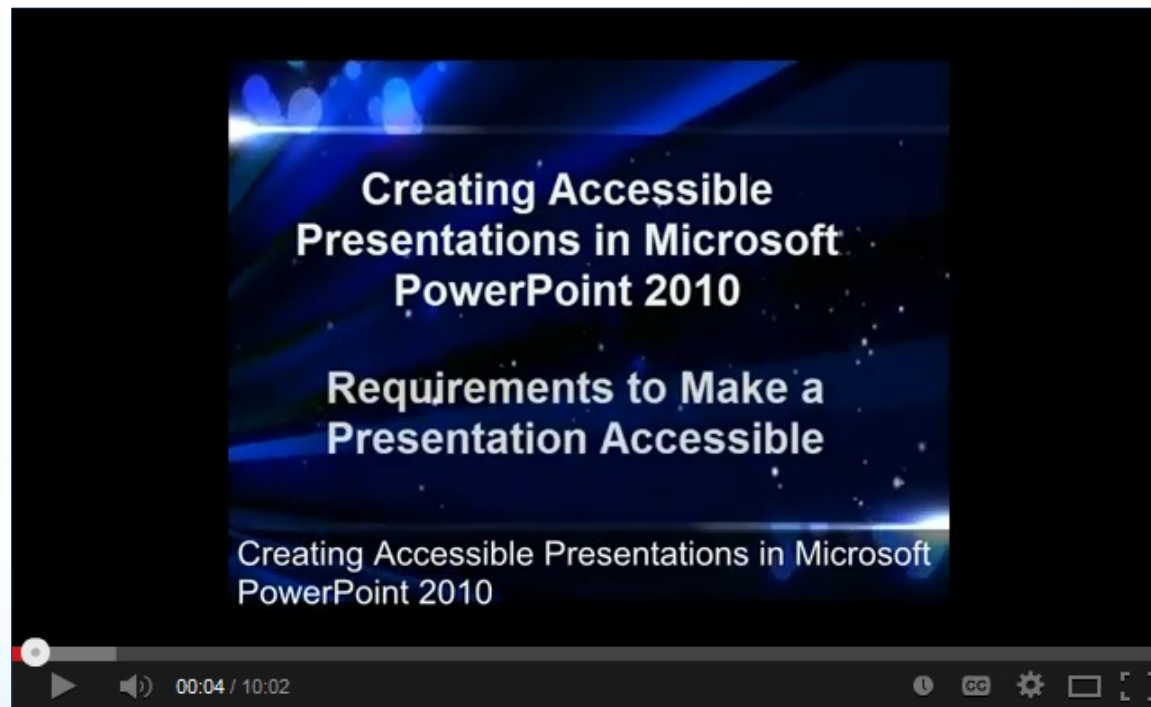 Creating Accessible
Presentations in Microsoft
PowerPoint 2010
Requirements to Make a
Presentation Accessible
Creating Accessible Presentations in Microsoft
PowerPoint 2010
00:04 / 10:02
CC